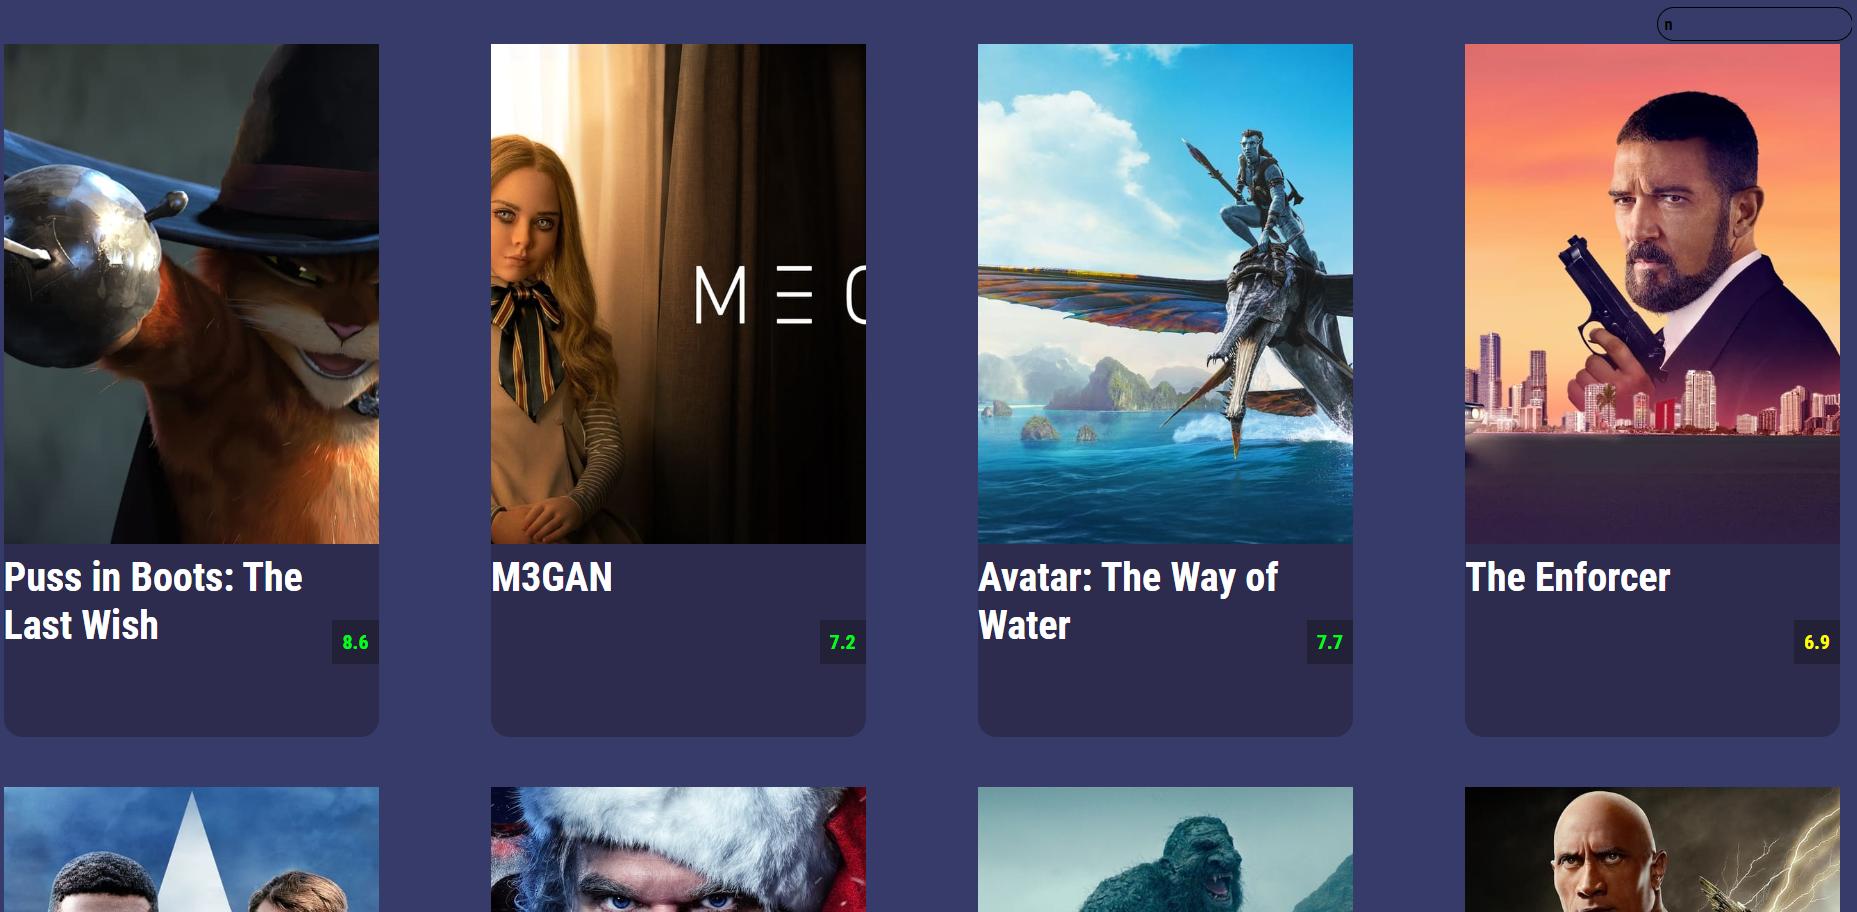 n
M Ξ G
Puss in Boots: The
Last Wish
8.6
M3GAN
7.2
Avatar: The Way of
Water
7.7
The Enforcer
6.9